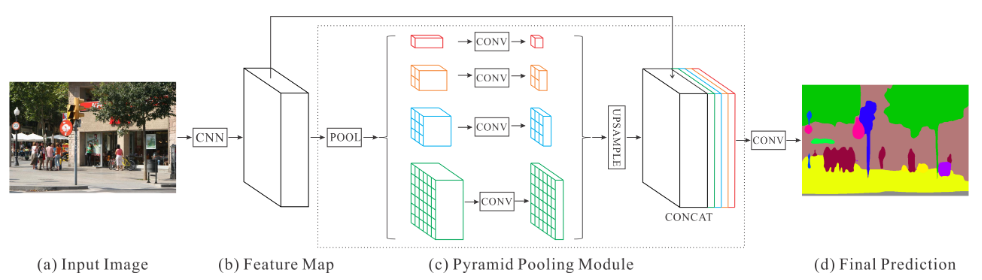 CNN
POOL
CONV
CONV
CONV
CONV
UPSAMPLE
CONCAT
CONV
(a) Input Image
(b) Feature Map
(c) Pyramid Pooling Module
(d) Final Prediction